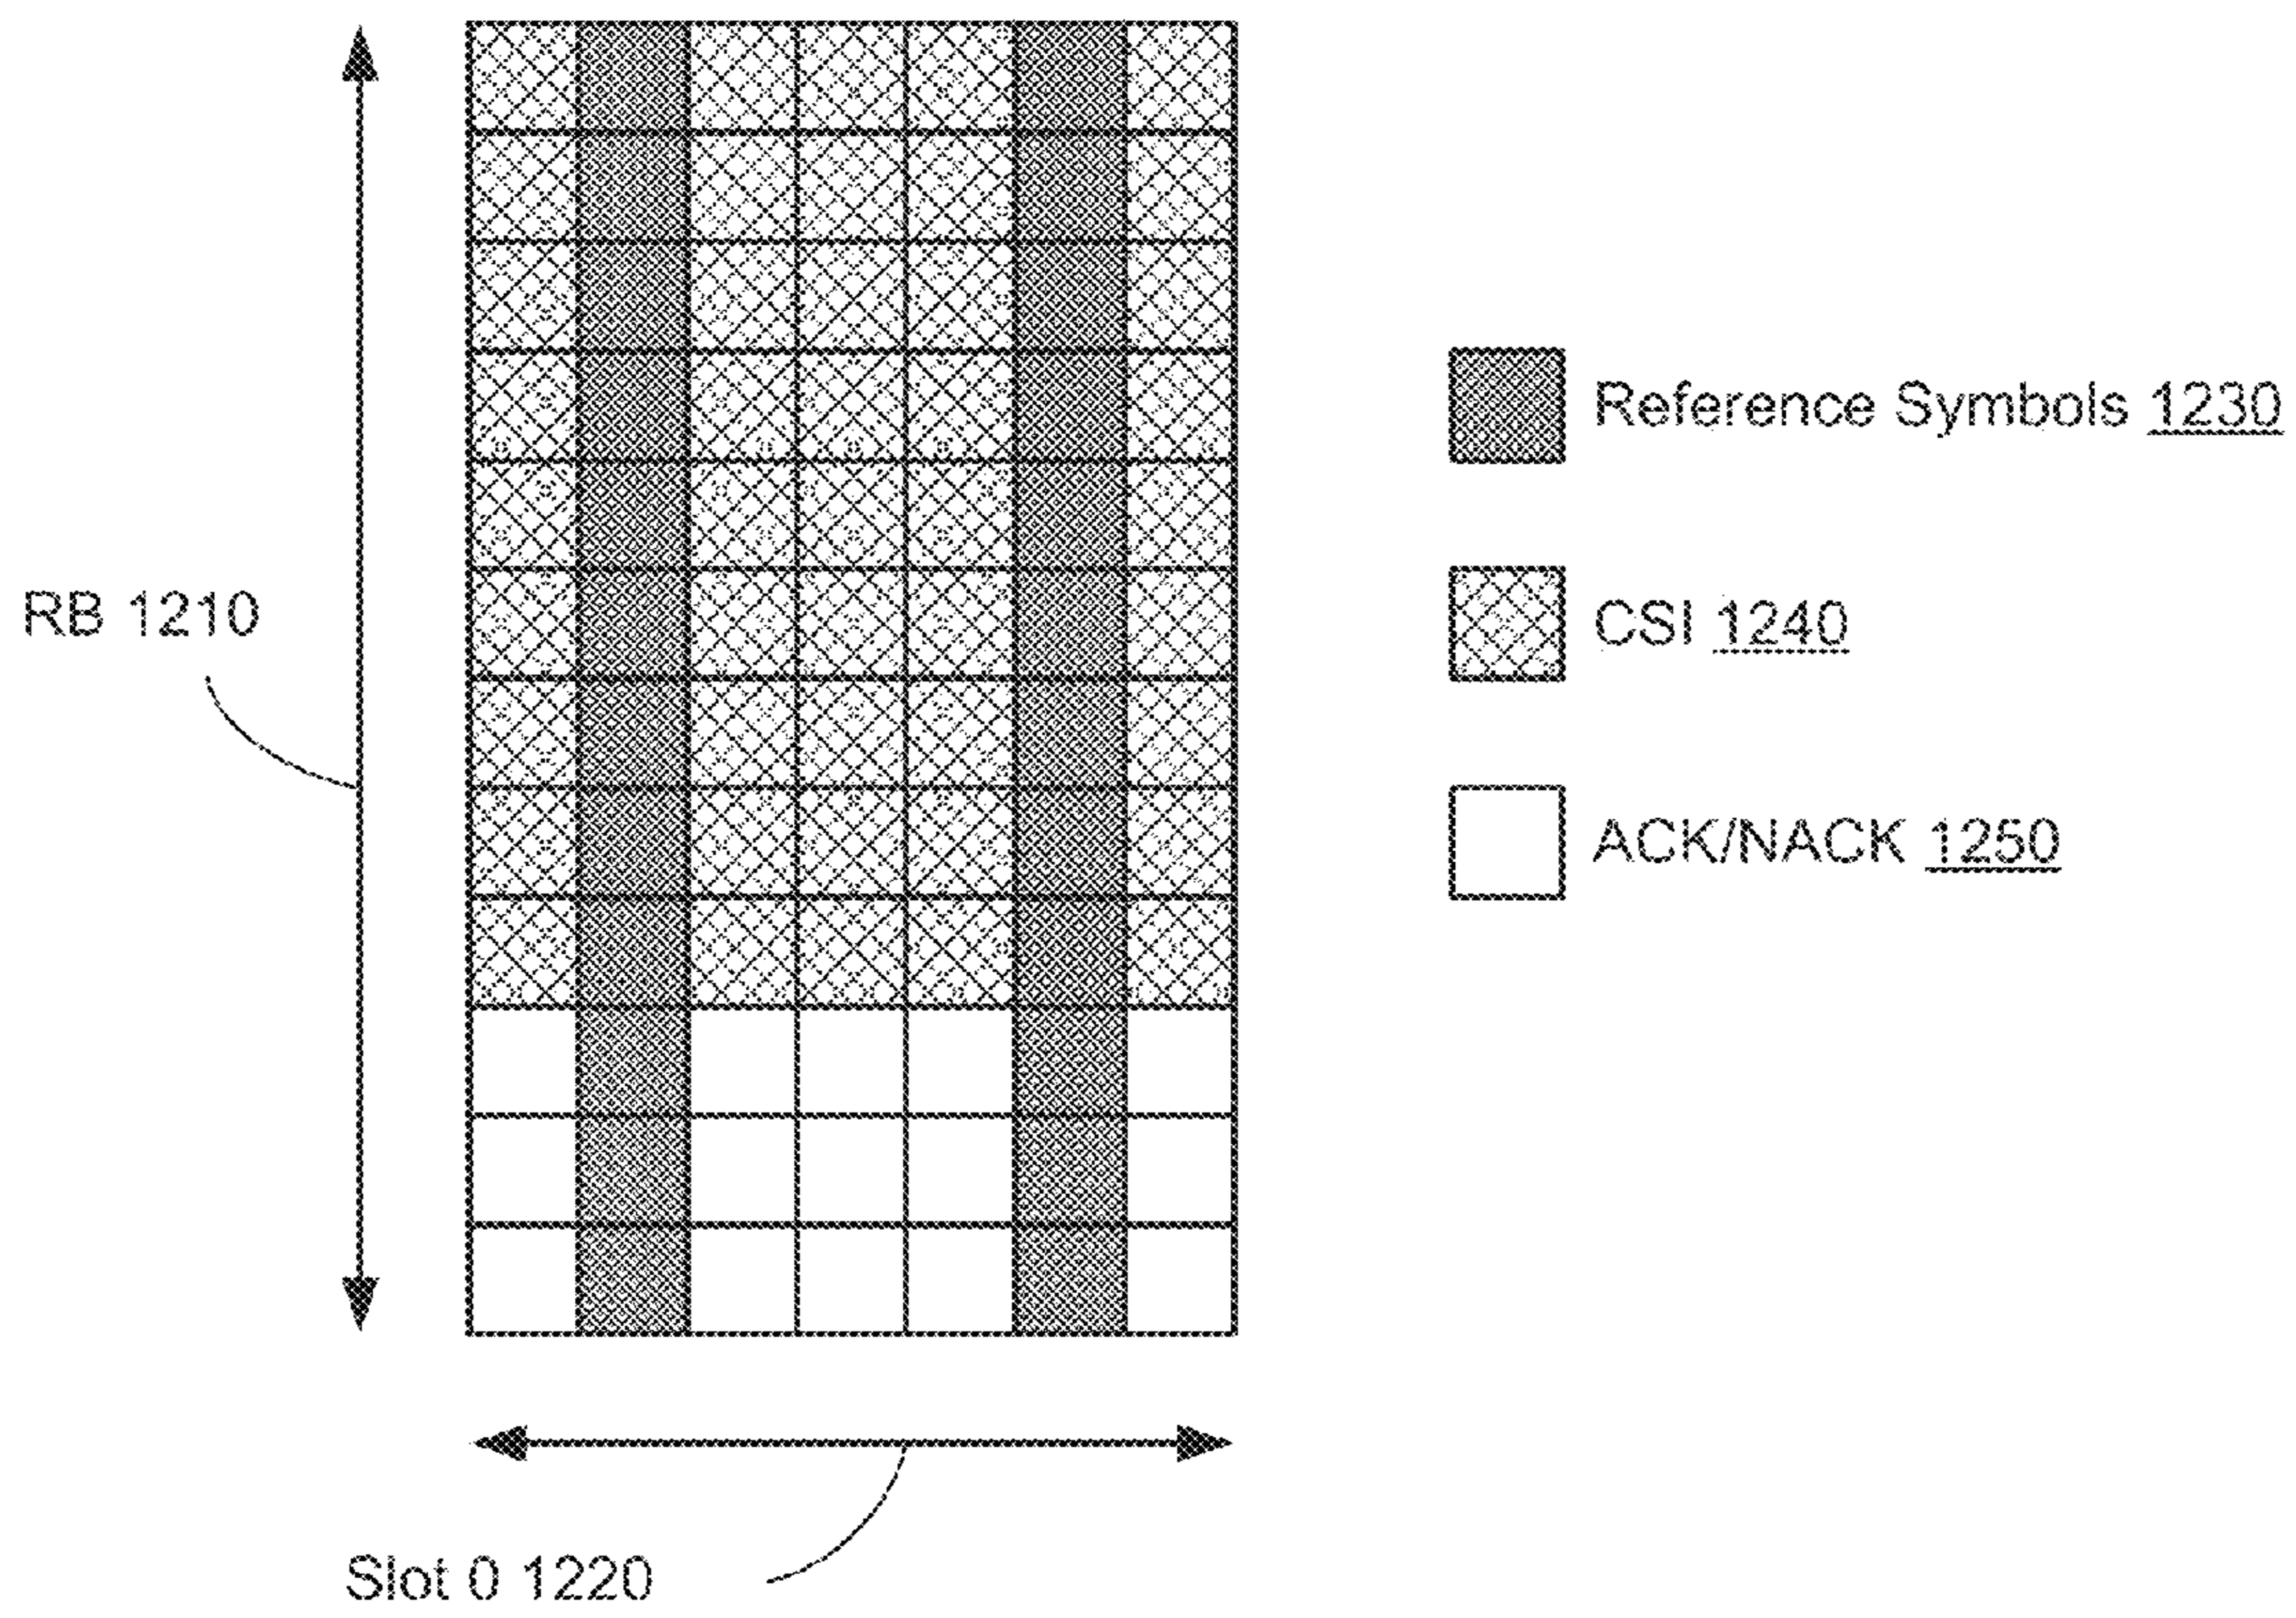 Reference Symbols 1230
RB 1210
CSI 1240
ACK/NACK 1250
Slot 0 1220